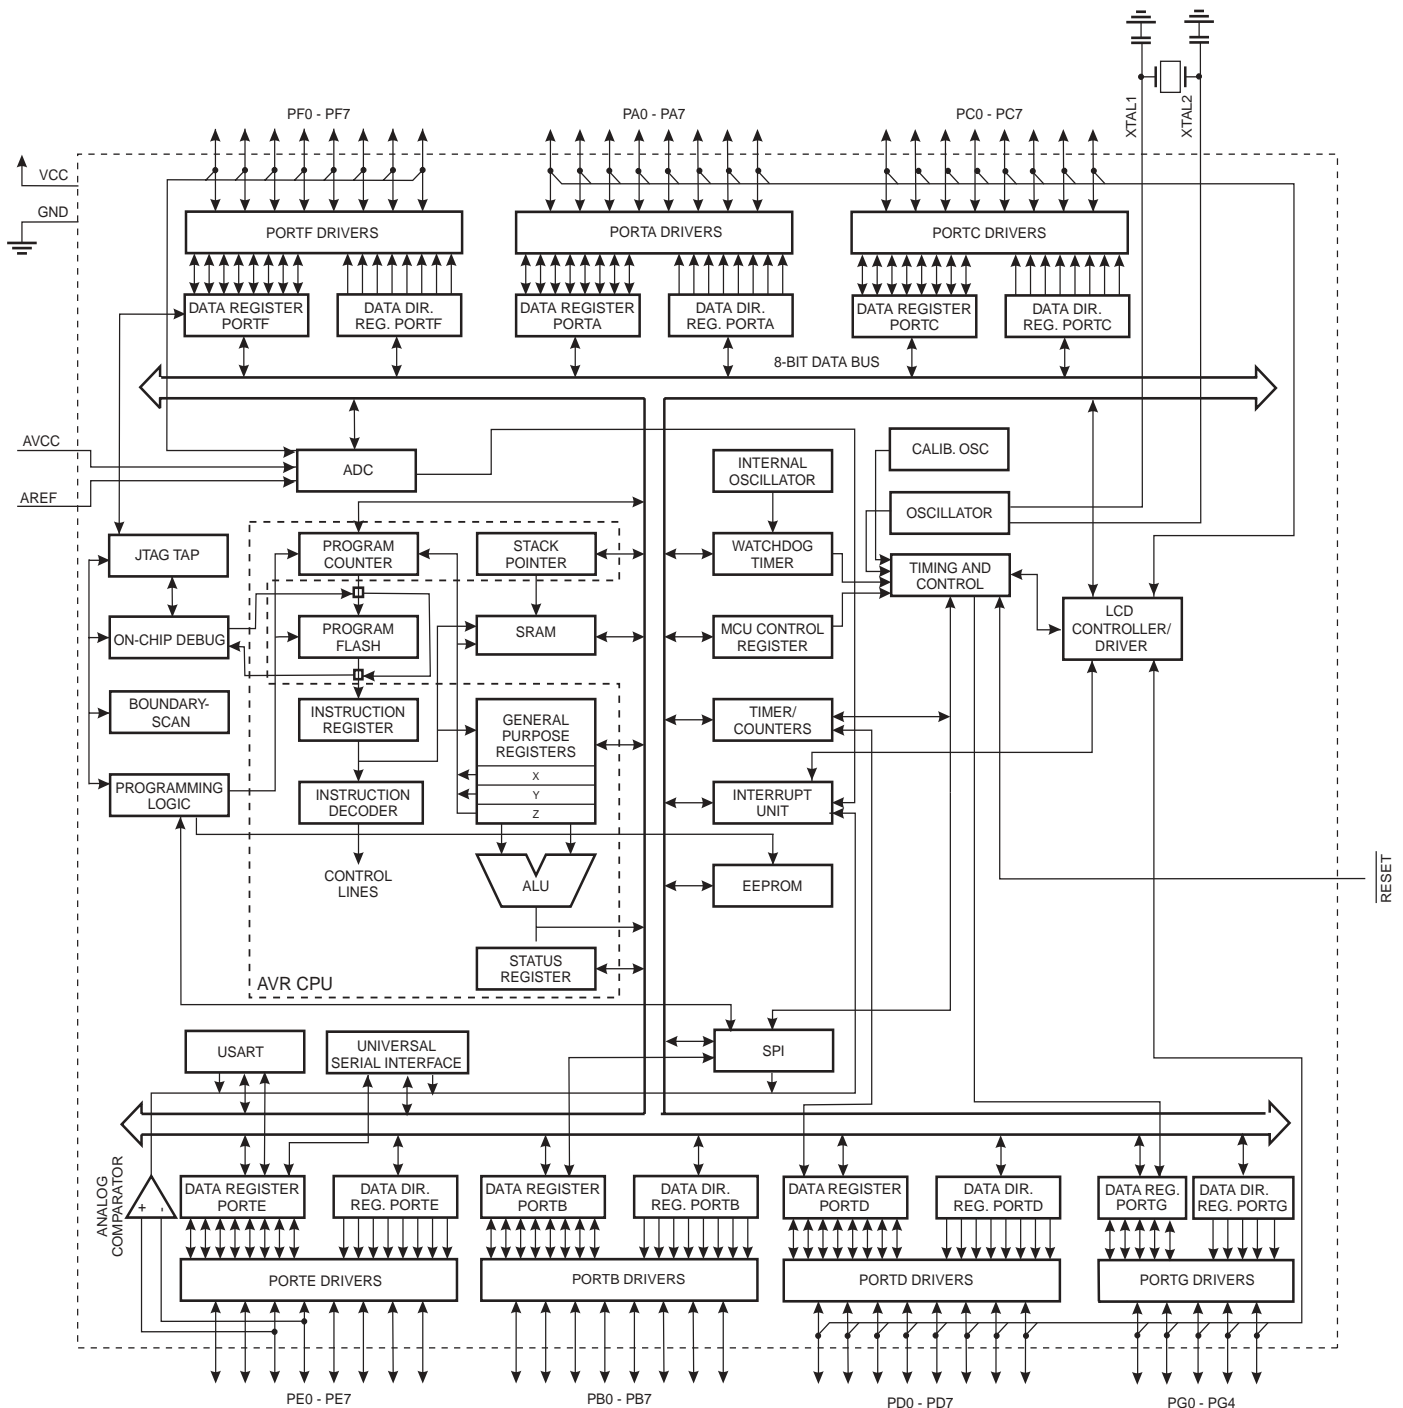 XTAL1
XTAL2
PF0 - PF7
PA0 - PA7
PC0 - PC7
VCC
GND
PORTF DRIVERS
PORTA DRIVERS
PORTC DRIVERS
DATA REGISTER
PORTF
DATA DIR.
REG. PORTF
DATA REGISTER
PORTA
DATA DIR.
REG. PORTA
DATA REGISTER
PORTC
DATA DIR.
REG. PORTC
8-BIT DATA BUS
AVCC
AREF
ADC
INTERNAL
OSCILLATOR
CALIB. OSC
OSCILLATOR
JTAG TAP
PROGRAM
COUNTER
STACK
POINTER
WATCHDOG
TIMER
TIMING AND
CONTROL
ON-CHIP DEBUG
PROGRAM
FLASH
SRAM
MCU CONTROL
REGISTER
LCD
CONTROLLER/
DRIVER
BOUNDARY-
SCAN
INSTRUCTION
REGISTER
GENERAL
PURPOSE
REGISTERS
X
Y
Z
TIMER/
COUNTERS
PROGRAMMING
LOGIC
INSTRUCTION
DECODER
INTERRUPT
UNIT
CONTROL
LINES
ALU
EEPROM
RESET
STATUS
REGISTER
AVR CPU
USART
UNIVERSAL
SERIAL INTERFACE
SPI
ANALOG
COMPARATOR
+
-
DATA REGISTER
PORTE
DATA DIR.
REG. PORTE
DATA REGISTER
PORTB
DATA DIR.
REG. PORTB
DATA REGISTER
PORTD
DATA DIR.
REG. PORTD
DATA REG.
PORTG
DATA DIR.
REG. PORTG
PORTE DRIVERS
PORTB DRIVERS
PORTD DRIVERS
PORTG DRIVERS
PE0 - PE7
PB0 - PB7
PD0 - PD7
PG0 - PG4